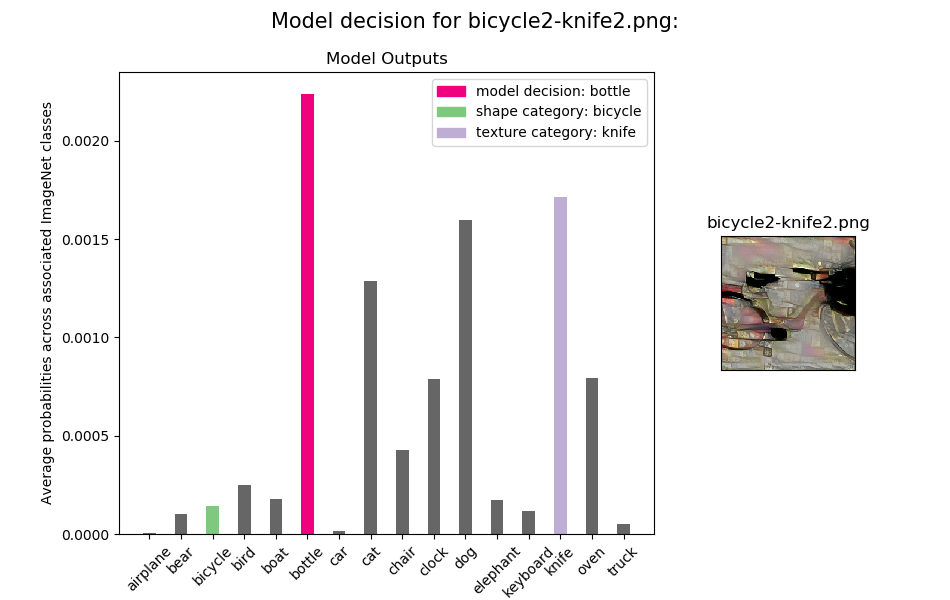 Model decision for bicycle2-knife2.png:
Model Outputs
Average probabilities across associated ImageNet classes
0.0020
0.0015
0.0010
0.0005
0.0000
model decision: bottle
shape category: bicycle
texture category: knife
airplane
bear
bicycle
bird
boat
bottle
car
cat
chair
clock
dog
elephant
keyboard
knife
oven
truck
bicycle2-knife2.png